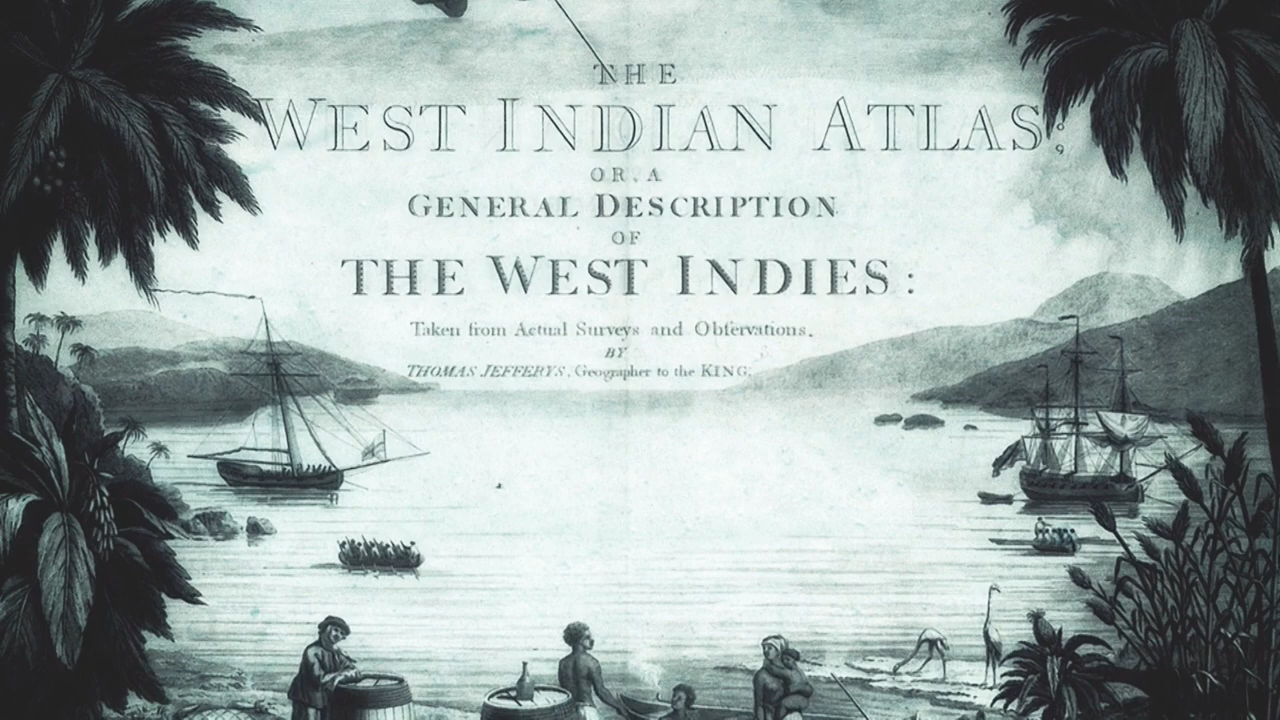 THE
WEST INDIAN ATLAS;
OR, A
GENERAL DESCRIPTION
OF
THE WEST INDIES:
Taken from Actual Surveys and Obſervations.
BY
THOMAS JEFFERYS, Geographer to the KING.